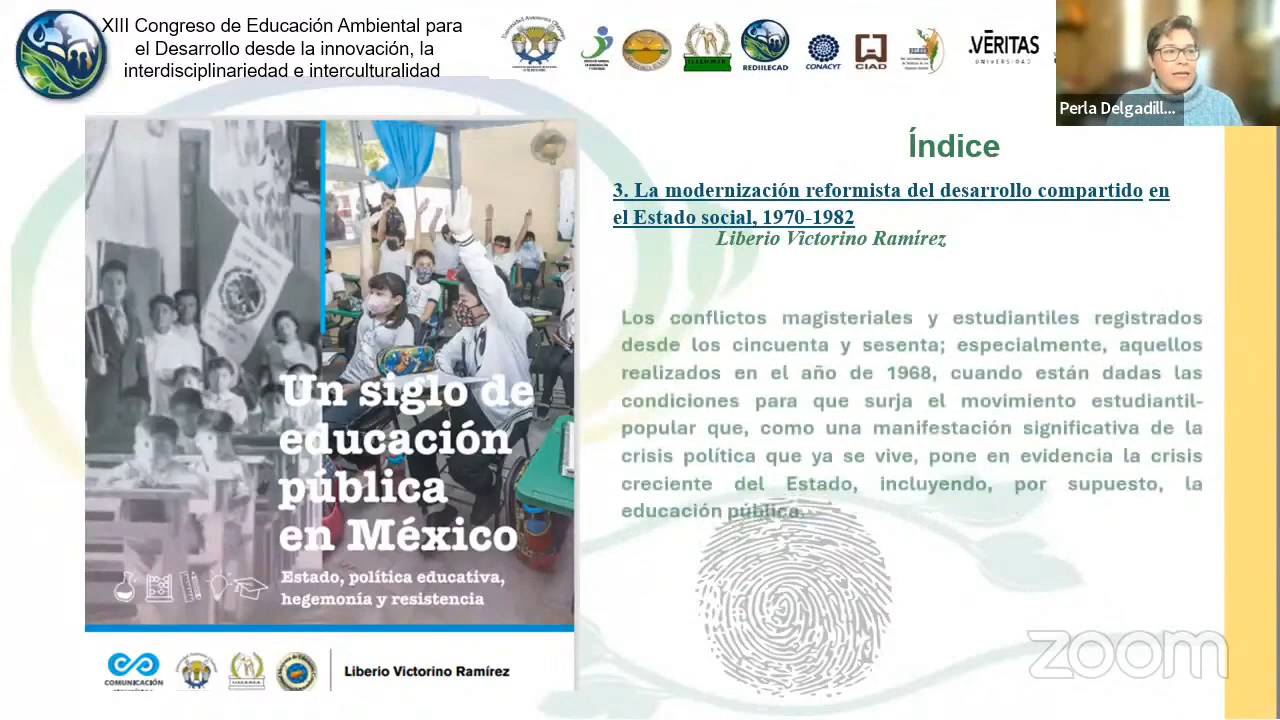 XIII Congreso de Educación Ambiental para
el Desarrollo desde la innovación, la
interdisciplinariedad e interculturalidad
REDIILECAD
CONACYT
CIAD
VĒRITAS
UNIVERSIDAD
Perla Delgadill...
Índice
3. La modernización reformista del desarrollo compartido en
el Estado social, 1970-1982
Liberio Victorino Ramírez
Los conflictos magisteriales y estudiantiles registrados
desde los cincuenta y sesenta; especialmente, aquellos
realizados en el año de 1968, cuando están dadas las
condiciones para que surja el movimiento estudiantil-
popular que, como una manifestación significativa de la
crisis política que ya se vive, pone en evidencia la crisis
creciente del Estado, incluyendo, por supuesto, la
educación pública.
Un siglo de
educación
pública
en México
Estado, política educativa,
hegemonía y resistencia
COMUNICACIÓN
Liberio Victorino Ramírez
zoom